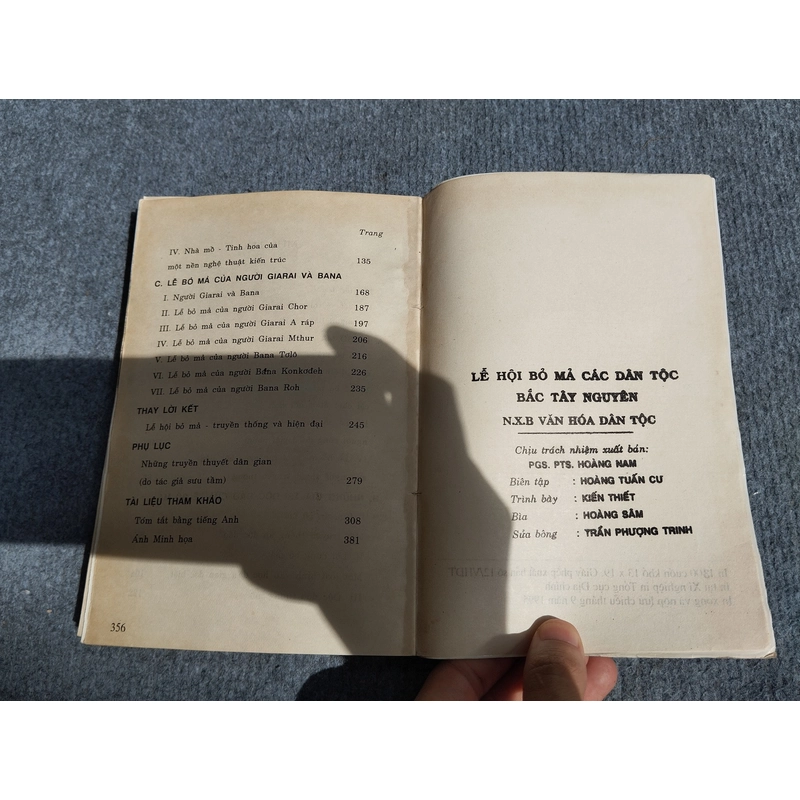 Trang
IV. Nhà mồ - Tinh hoa của
một nền nghệ thuật kiến trúc 135
C. LỄ BỎ MẢ CỦA NGƯỜI GIARAI VÀ BANA
I. Người Giarai và Bana 168
II. Lễ bỏ mả của người Giarai Chor 187
III. Lễ bỏ mả của người Giarai A ráp 197
IV. Lễ bỏ mả của người Giarai Mthur 206
V. Lễ bỏ mả của người Bana Tơlô 216
VI. Lễ bỏ mả của người Bana Konkođeh 226
VII. Lễ bỏ mả của người Bana Roh 235
THAY LỜI KẾT
Lễ hội bỏ mả - truyền thống và hiện đại 245
PHỤ LỤC
Những truyền thuyết dân gian
(do tác giả sưu tầm) 279
TÀI LIỆU THAM KHẢO
Tóm tắt bằng tiếng Anh 308
Ảnh Minh họa 381
356
LỄ HỘI BỎ MẢ CÁC DÂN TỘC
BẮC TÂY NGUYÊN
N.X.B VĂN HÓA DÂN TỘC
Chịu trách nhiệm xuất bản:
PGS. PTS. HOÀNG NAM
Biên tập : HOÀNG TUẤN CƯ
Trình bày : KIẾN THIẾT
Bìa : HOÀNG SÂM
Sửa bông : TRẦN PHƯỢNG TRINH